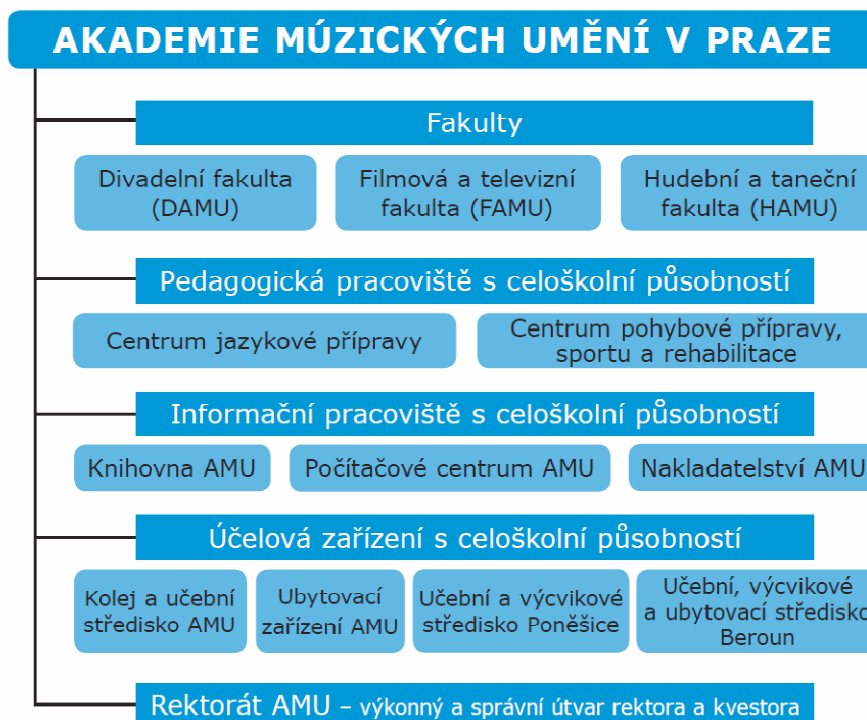 AKADEMIE MÚZICKÝCH UMĚNÍ V PRAZE
Fakulty
Divadelní fakulta
(DAMU)
Filmová a televizní
fakulta (FAMU)
Hudební a taneční
fakulta (HAMU)
Pedagogická pracoviště s celoškolní působností
Centrum jazykové přípravy
Centrum pohybové přípravy,
sportu a rehabilitace
Informační pracoviště s celoškolní působností
Knihovna AMU
Počítačové centrum AMU
Nakladatelství AMU
Účelová zařízení s celoškolní působností
Kolej a učební
středisko AMU
Ubytovací
zařízení AMU
Učební a výcvikové
středisko Poněšice
Učební, výcvikové
a ubytovací středisko
Beroun
Rektorát AMU – výkonný a správní útvar rektora a kvestora